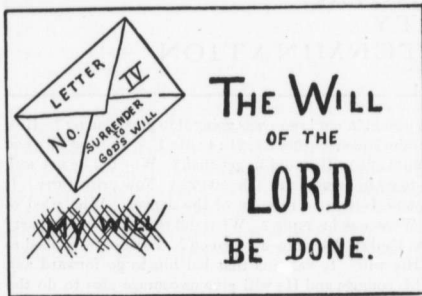 LETTER
IV
No.
SURRENDER
TO
GOD'S WILL
MY WILL
THE WILL
OF THE
LORD
BE DONE.